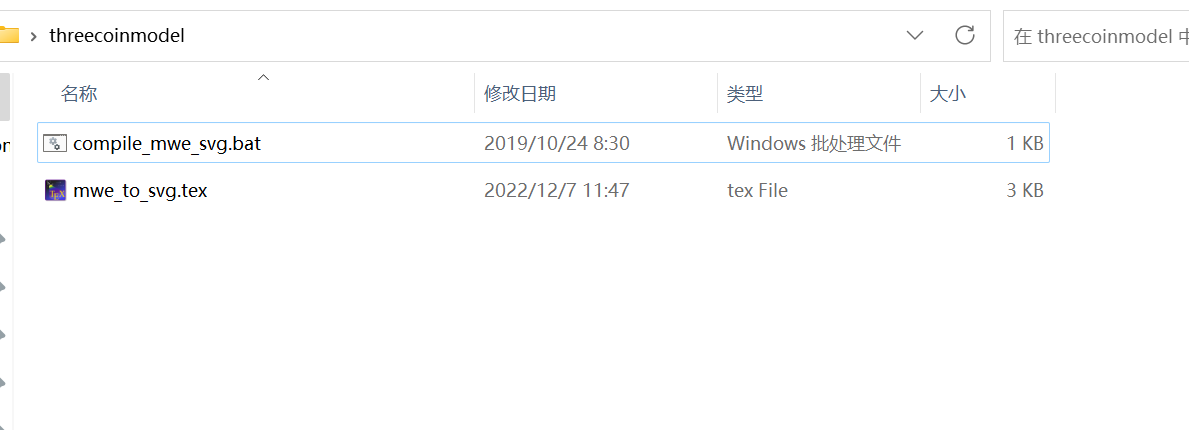 threecoinmodel
在 threecoinmodel 中
名称 修改日期 类型 大小
compile_mwe_svg.bat 2019/10/24 8:30 Windows 批处理文件 1 KB
mwe_to_svg.tex 2022/12/7 11:47 tex File 3 KB